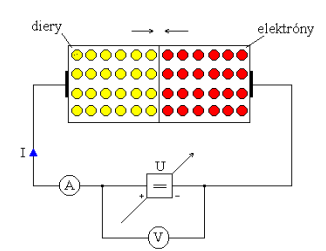 diery
elektróny
I
A
U
+ = -
V